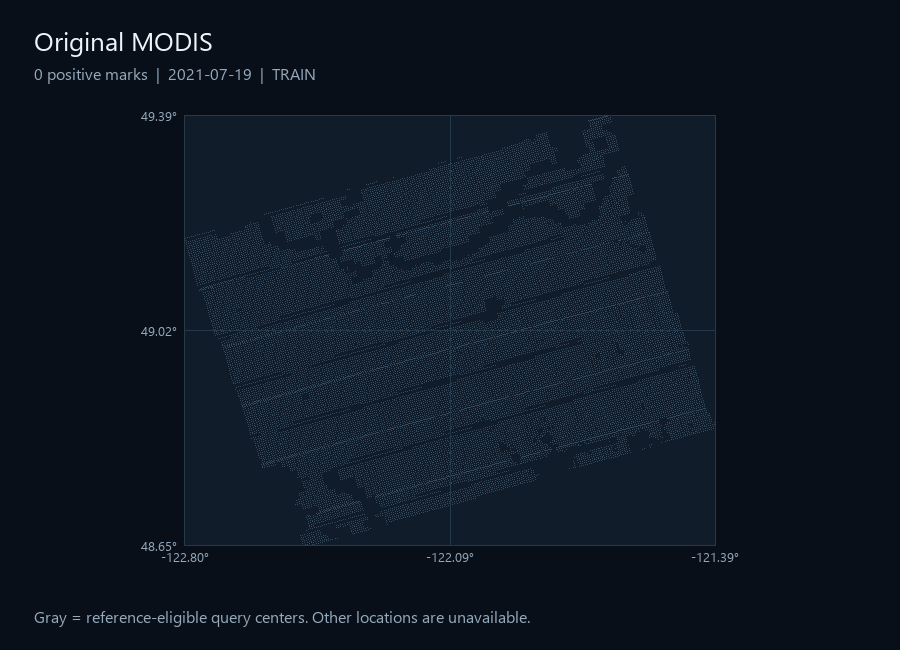 Original MODIS
0 positive marks | 2021-07-19 | TRAIN
49.39°
49.02°
48.65°
-122.80°
-122.09°
-121.39°
Gray = reference-eligible query centers. Other locations are unavailable.